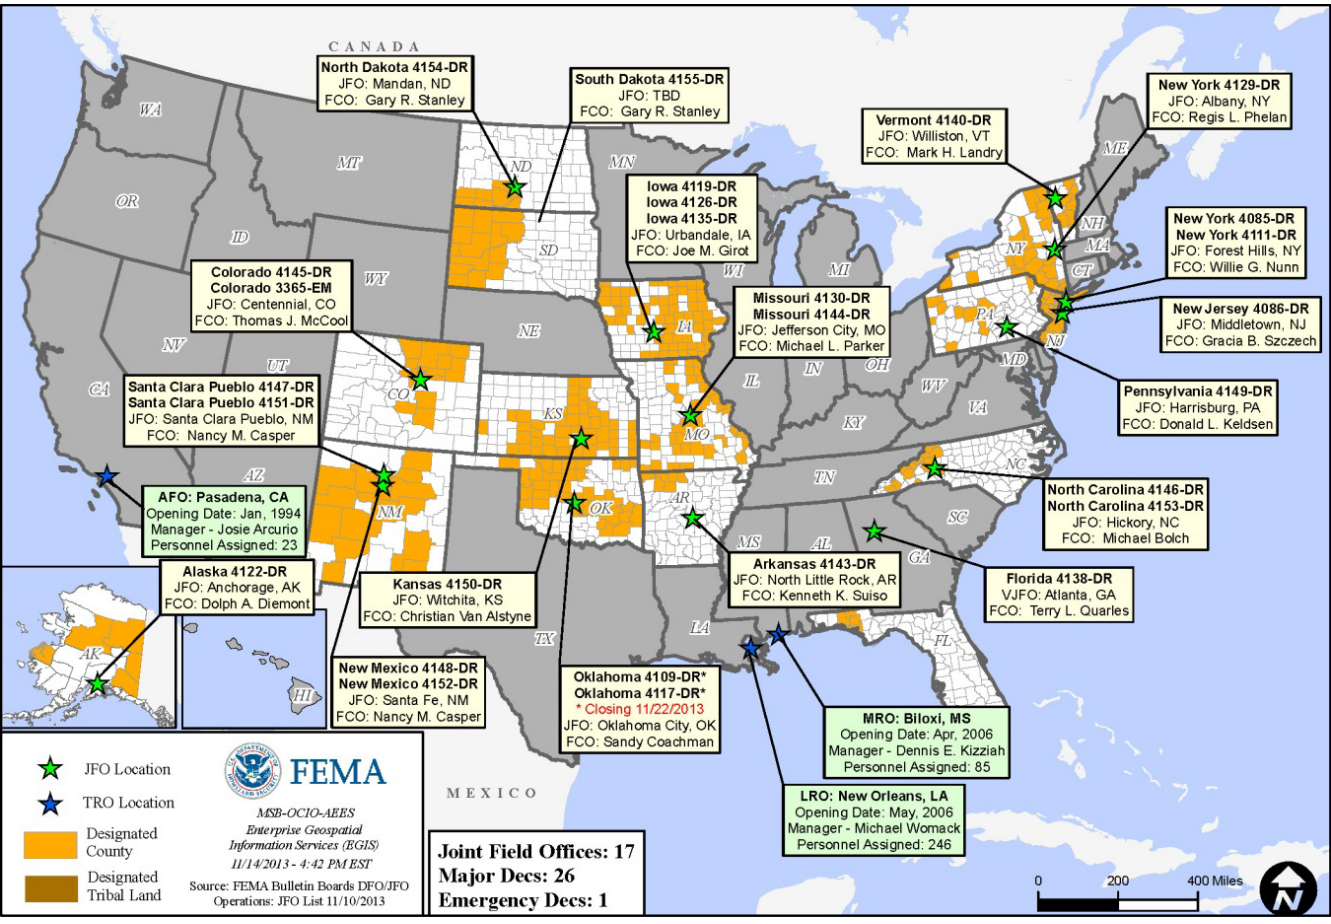 CANADA
North Dakota 4154-DR
JFO: Mandan, ND
FCO: Gary R. Stanley
South Dakota 4155-DR
JFO: TBD
FCO: Gary R. Stanley
New York 4129-DR
JFO: Albany, NY
FCO: Regis L. Phelan
Vermont 4140-DR
JFO: Williston, VT
FCO: Mark H. Landry
Iowa 4119-DR
Iowa 4126-DR
Iowa 4135-DR
JFO: Urbandale, IA
FCO: Joe M. Girot
New York 4085-DR
New York 4111-DR
JFO: Forest Hills, NY
FCO: Willie G. Nunn
Colorado 4145-DR
Colorado 3365-EM
JFO: Centennial, CO
FCO: Thomas J. McCool
Missouri 4130-DR
Missouri 4144-DR
JFO: Jefferson City, MO
FCO: Michael L. Parker
New Jersey 4086-DR
JFO: Middletown, NJ
FCO: Gracia B. Szczech
Santa Clara Pueblo 4147-DR
Santa Clara Pueblo 4151-DR
JFO: Santa Clara Pueblo, NM
FCO: Nancy M. Casper
Pennsylvania 4149-DR
JFO: Harrisburg, PA
FCO: Donald L. Keldsen
AFO: Pasadena, CA
Opening Date: Jan, 1994
Manager - Josie Arcurio
Personnel Assigned: 23
North Carolina 4146-DR
North Carolina 4153-DR
JFO: Hickory, NC
FCO: Michael Bolch
Alaska 4122-DR
JFO: Anchorage, AK
FCO: Dolph A. Diemont
Kansas 4150-DR
JFO: Witchita, KS
FCO: Christian Van Alstyne
Arkansas 4143-DR
JFO: North Little Rock, AR
FCO: Kenneth K. Suiso
Florida 4138-DR
VJFO: Atlanta, GA
FCO: Terry L. Quarles
New Mexico 4148-DR
New Mexico 4152-DR
JFO: Santa Fe, NM
FCO: Nancy M. Casper
Oklahoma 4109-DR*
Oklahoma 4117-DR*
* Closing 11/22/2013
JFO: Oklahoma City, OK
FCO: Sandy Coachman
MRO: Biloxi, MS
Opening Date: Apr, 2006
Manager - Dennis E. Kizziah
Personnel Assigned: 85
LRO: New Orleans, LA
Opening Date: May, 2006
Manager - Michael Womack
Personnel Assigned: 246
WA
MT
ND
MN
ME
OR
ID
SD
WI
MI
NY
NH
MA
CT
WY
NE
IA
PA
NJ
NV
UT
CO
KS
MO
IL
IN
OH
MD
WV
VA
KY
CA
AZ
NM
OK
AR
TN
NC
SC
MS
AL
GA
TX
LA
FL
AK
HI
MEXICO
JFO Location
TRO Location
Designated
County
Designated
Tribal Land
FEMA
MSB-OCIO-AEES
Enterprise Geospatial
Information Services (EGIS)
11/14/2013 - 4:42 PM EST
Source: FEMA Bulletin Boards DFO/JFO
Operations: JFO List 11/10/2013
Joint Field Offices: 17
Major Decs: 26
Emergency Decs: 1
0 200 400 Miles
N